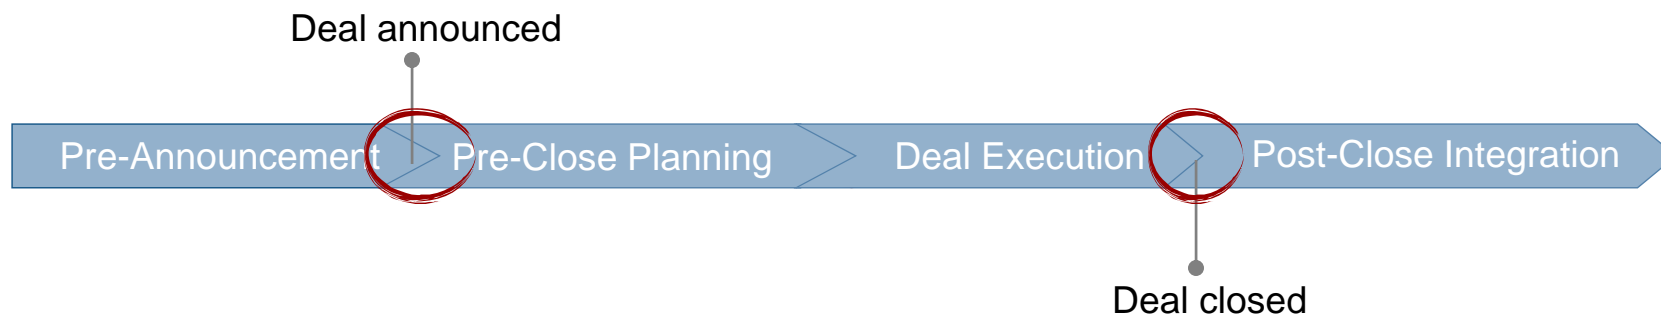 Deal announced
Pre-Announcement
Pre-Close Planning
Deal Execution
Post-Close Integration
Deal closed